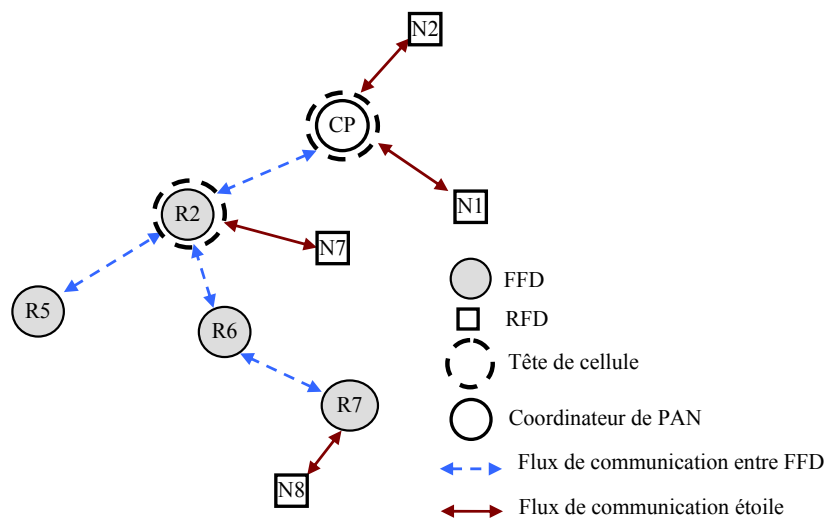 N2
CP
N1
R2
N7
R5
R6
R7
N8
FFD
RFD
Tête de cellule
Coordinateur de PAN
Flux de communication entre FFD
Flux de communication étoile